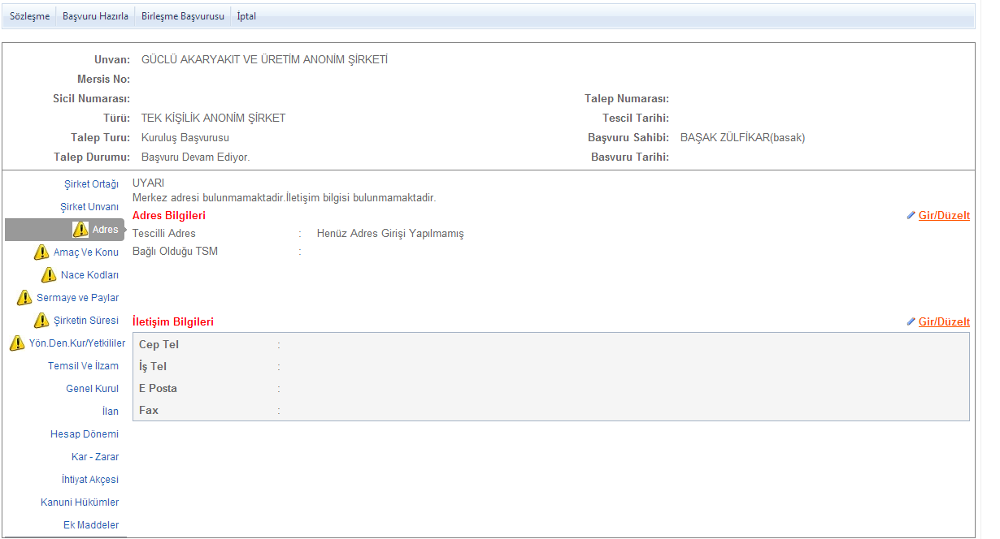 Sözleşme Başvuru Hazırla Birleşme Başvurusu İptal
Unvan: GÜCLÜ AKARYAKIT VE ÜRETİM ANONİM ŞİRKETİ
Mersis No:
Sicil Numarası: Talep Numarası:
Türü: TEK KİŞİLİK ANONİM ŞİRKET Tescil Tarihi:
Talep Turu: Kuruluş Başvurusu Başvuru Sahibi: BAŞAK ZÜLFİKAR(basak)
Talep Durumu: Başvuru Devam Ediyor. Basvuru Tarihi:
Şirket Ortağı
Şirket Unvanı
Adres
Amaç Ve Konu
Nace Kodları
Sermaye ve Paylar
Şirketin Süresi
Yön.Den.Kur/Yetkililer
Temsil Ve İlzam
Genel Kurul
İlan
Hesap Dönemi
Kar - Zarar
İhtiyat Akçesi
Kanuni Hükümler
Ek Maddeler
UYARI
Merkez adresi bulunmamaktadir.İletişim bilgisi bulunmamaktadir.
Adres Bilgileri Gir/Düzelt
Tescilli Adres : Henüz Adres Girişi Yapılmamış
Bağlı Olduğu TSM :
İletişim Bilgileri Gir/Düzelt
Cep Tel :
İş Tel :
E Posta :
Fax :